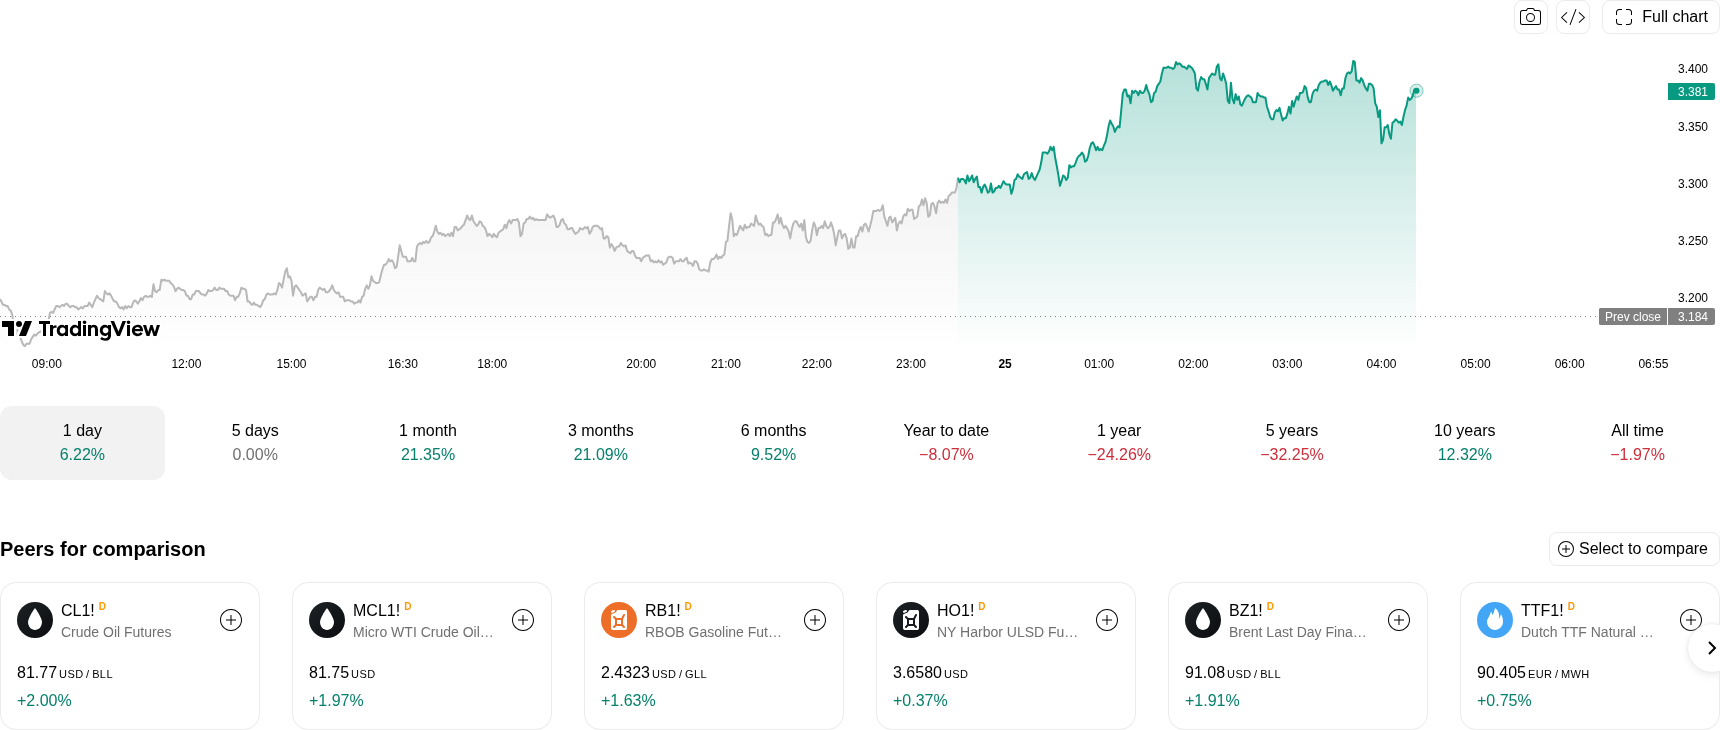 Full chart
3.400
3.381
3.350
3.300
3.250
3.200
Prev close 3.184
TradingView
09:00 12:00 15:00 16:30 18:00 20:00 21:00 22:00 23:00 25 01:00 02:00 03:00 04:00 05:00 06:00 06:55
1 day 5 days 1 month 3 months 6 months Year to date 1 year 5 years 10 years All time
6.22% 0.00% 21.35% 21.09% 9.52% −8.07% −24.26% −32.25% 12.32% −1.97%
Peers for comparison
Select to compare
CL1! D
Crude Oil Futures
81.77 USD / BLL
+2.00%
MCL1! D
Micro WTI Crude Oil…
81.75 USD
+1.97%
RB1! D
RBOB Gasoline Fut…
2.4323 USD / GLL
+1.63%
HO1! D
NY Harbor ULSD Fu…
3.6580 USD
+0.37%
BZ1! D
Brent Last Day Fina…
91.08 USD / BLL
+1.91%
TTF1! D
Dutch TTF Natural …
90.405 EUR / MWH
+0.75%